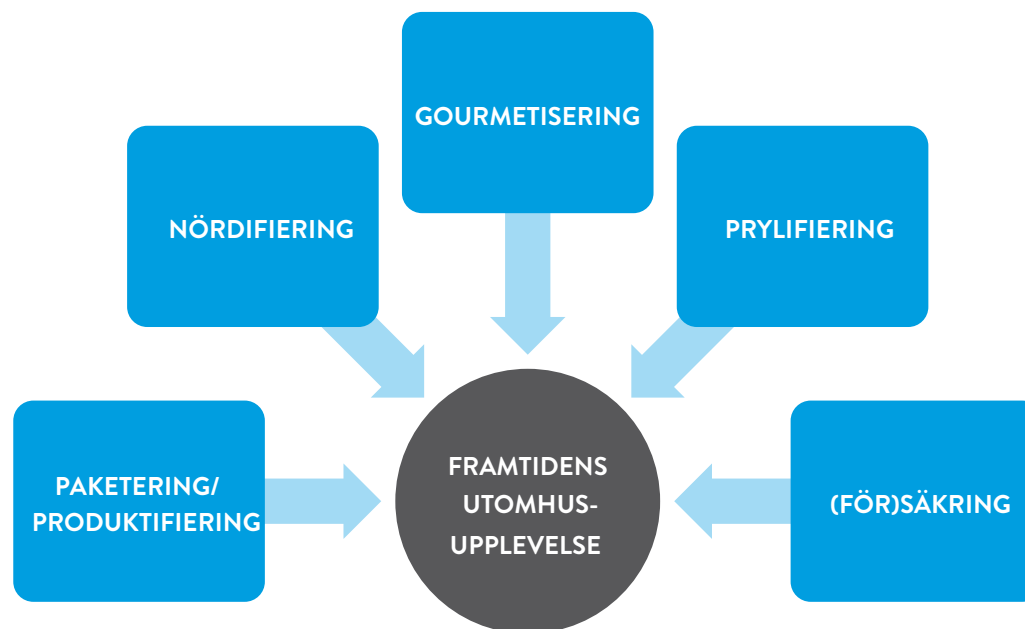 GOURMETISERING
NÖRDIFIERING
PRYLIFIERING
PAKETERING/
PRODUKTIFIERING
FRAMTIDENS
UTOMHUS-
UPPLEVELSE
(FÖR)SÄKRING